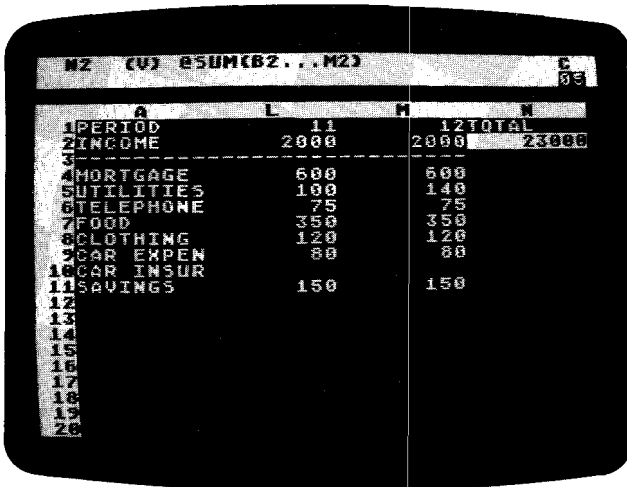 N2 (V) @SUM(B2...M2) C
A L M N
1PERIOD 11 12TOTAL
2INCOME 2000 2000 23000
3--------------------------------
4MORTGAGE 600 600
5UTILITIES 100 140
6TELEPHONE 75 75
7FOOD 350 350
8CLOTHING 120 120
9CAR EXPEN 80 80
10CAR INSUR
11SAVINGS 150 150
12
13
14
15
16
17
18
19
20